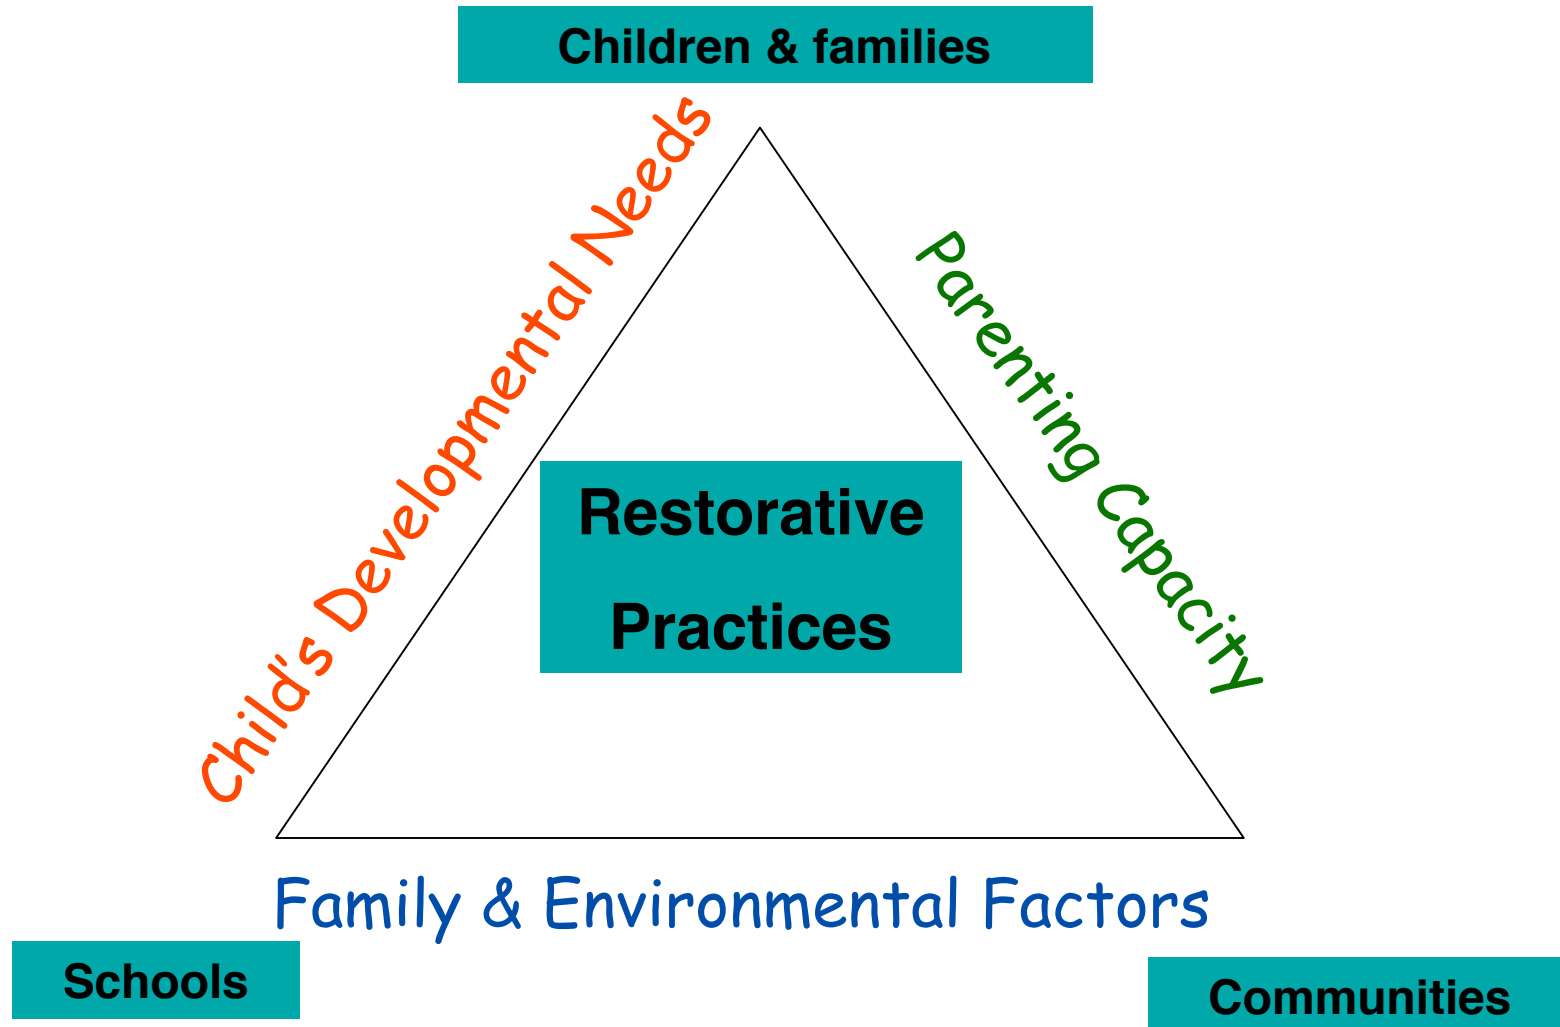 Children & families
Child's Developmental Needs
Parenting Capacity
Restorative
Practices
Family & Environmental Factors
Schools
Communities